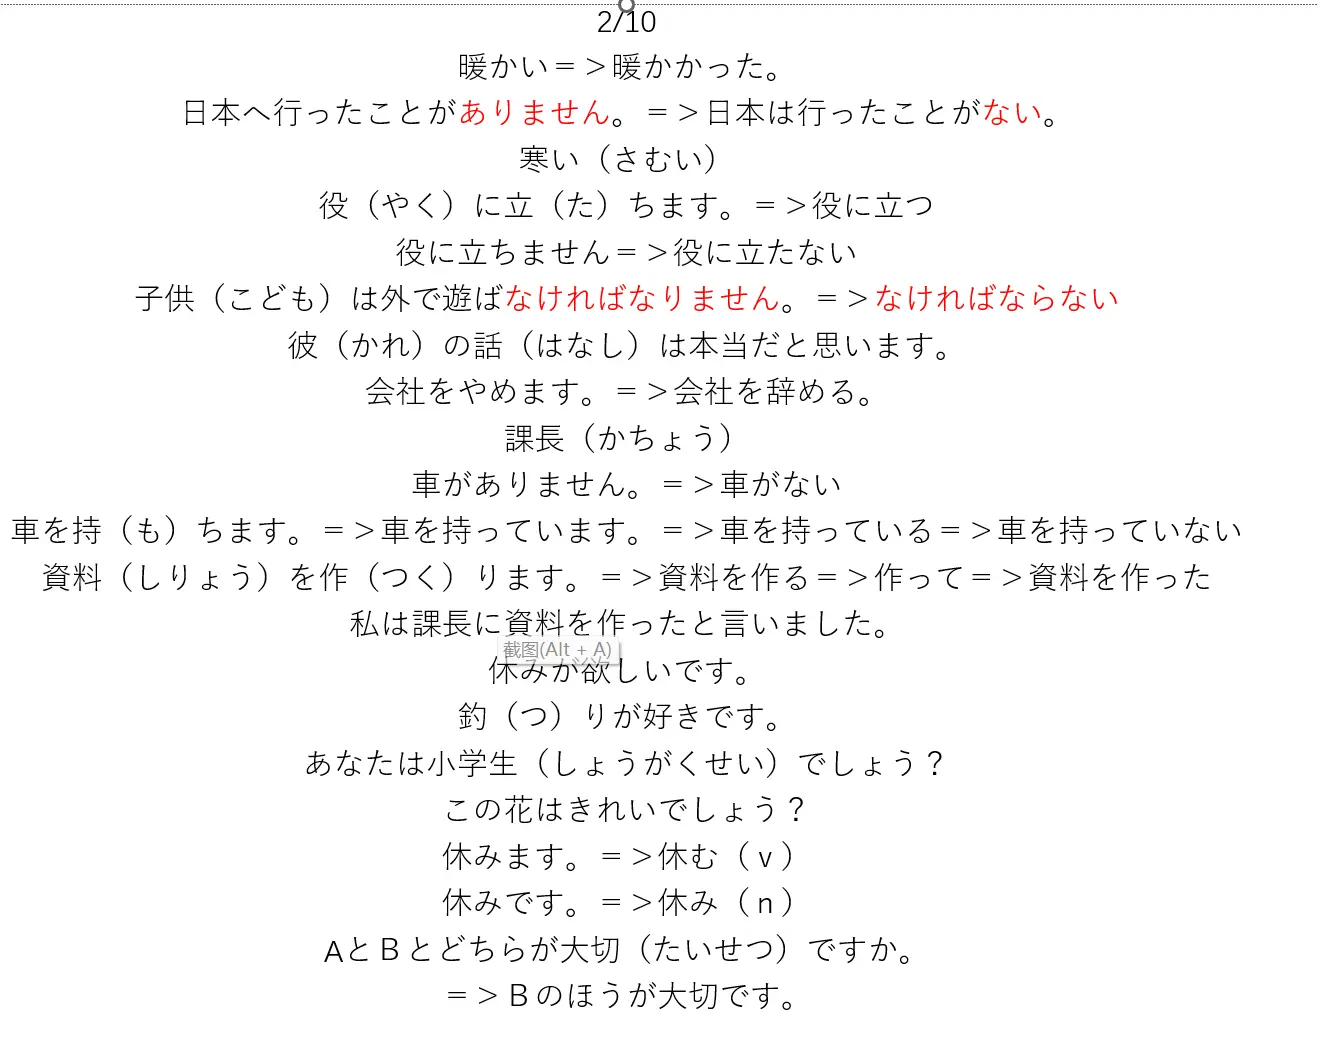 2/10
暖かい＝＞暖かかった。
日本へ行ったことがありません。＝＞日本は行ったことがない。
寒い（さむい）
役（やく）に立（た）ちます。＝＞役に立つ
役に立ちません＝＞役に立たない
子供（こども）は外で遊ばなければなりません。＝＞なければならない
彼（かれ）の話（はなし）は本当だと思います。
会社をやめます。＝＞会社を辞める。
課長（かちょう）
車がありません。＝＞車がない
車を持（も）ちます。＝＞車を持っています。＝＞車を持っている＝＞車を持っていない
資料（しりょう）を作（つく）ります。＝＞資料を作る＝＞作って＝＞資料を作った
私は課長に資料を作ったと言いました。
截图(Alt + A)
休みが欲しいです。
釣（つ）りが好きです。
あなたは小学生（しょうがくせい）でしょう？
この花はきれいでしょう？
休みます。＝＞休む（ｖ）
休みです。＝＞休み（ｎ）
AとＢとどちらが大切（たいせつ）ですか。
＝＞Ｂのほうが大切です。